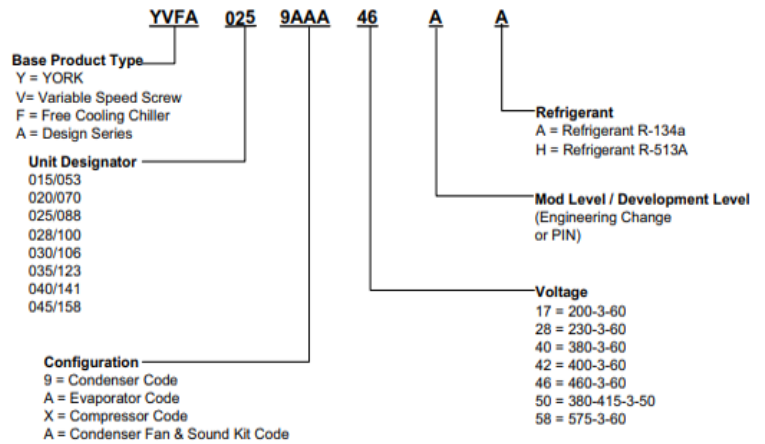 YVFA 025 9AAA 46 A A
Base Product Type
Y = YORK
V= Variable Speed Screw
F = Free Cooling Chiller
A = Design Series
Unit Designator
015/053
020/070
025/088
028/100
030/106
035/123
040/141
045/158
Configuration
9 = Condenser Code
A = Evaporator Code
X = Compressor Code
A = Condenser Fan & Sound Kit Code
Refrigerant
A = Refrigerant R-134a
H = Refrigerant R-513A
Mod Level / Development Level
(Engineering Change
or PIN)
Voltage
17 = 200-3-60
28 = 230-3-60
40 = 380-3-60
42 = 400-3-60
46 = 460-3-60
50 = 380-415-3-50
58 = 575-3-60